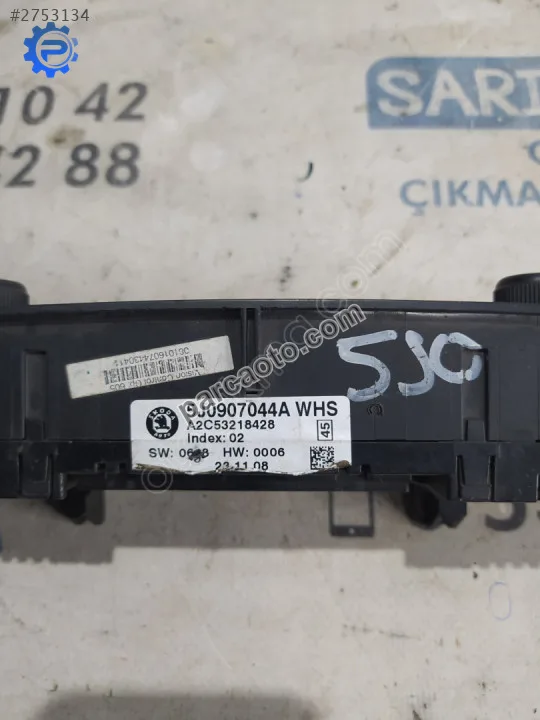 #2753134
10 42
2 88
SARI
ÇIKMA
5J0
parcaoto.com
5J0907044A WHS
A2C53218428
Index: 02
45
HW: 0006
23.11.08